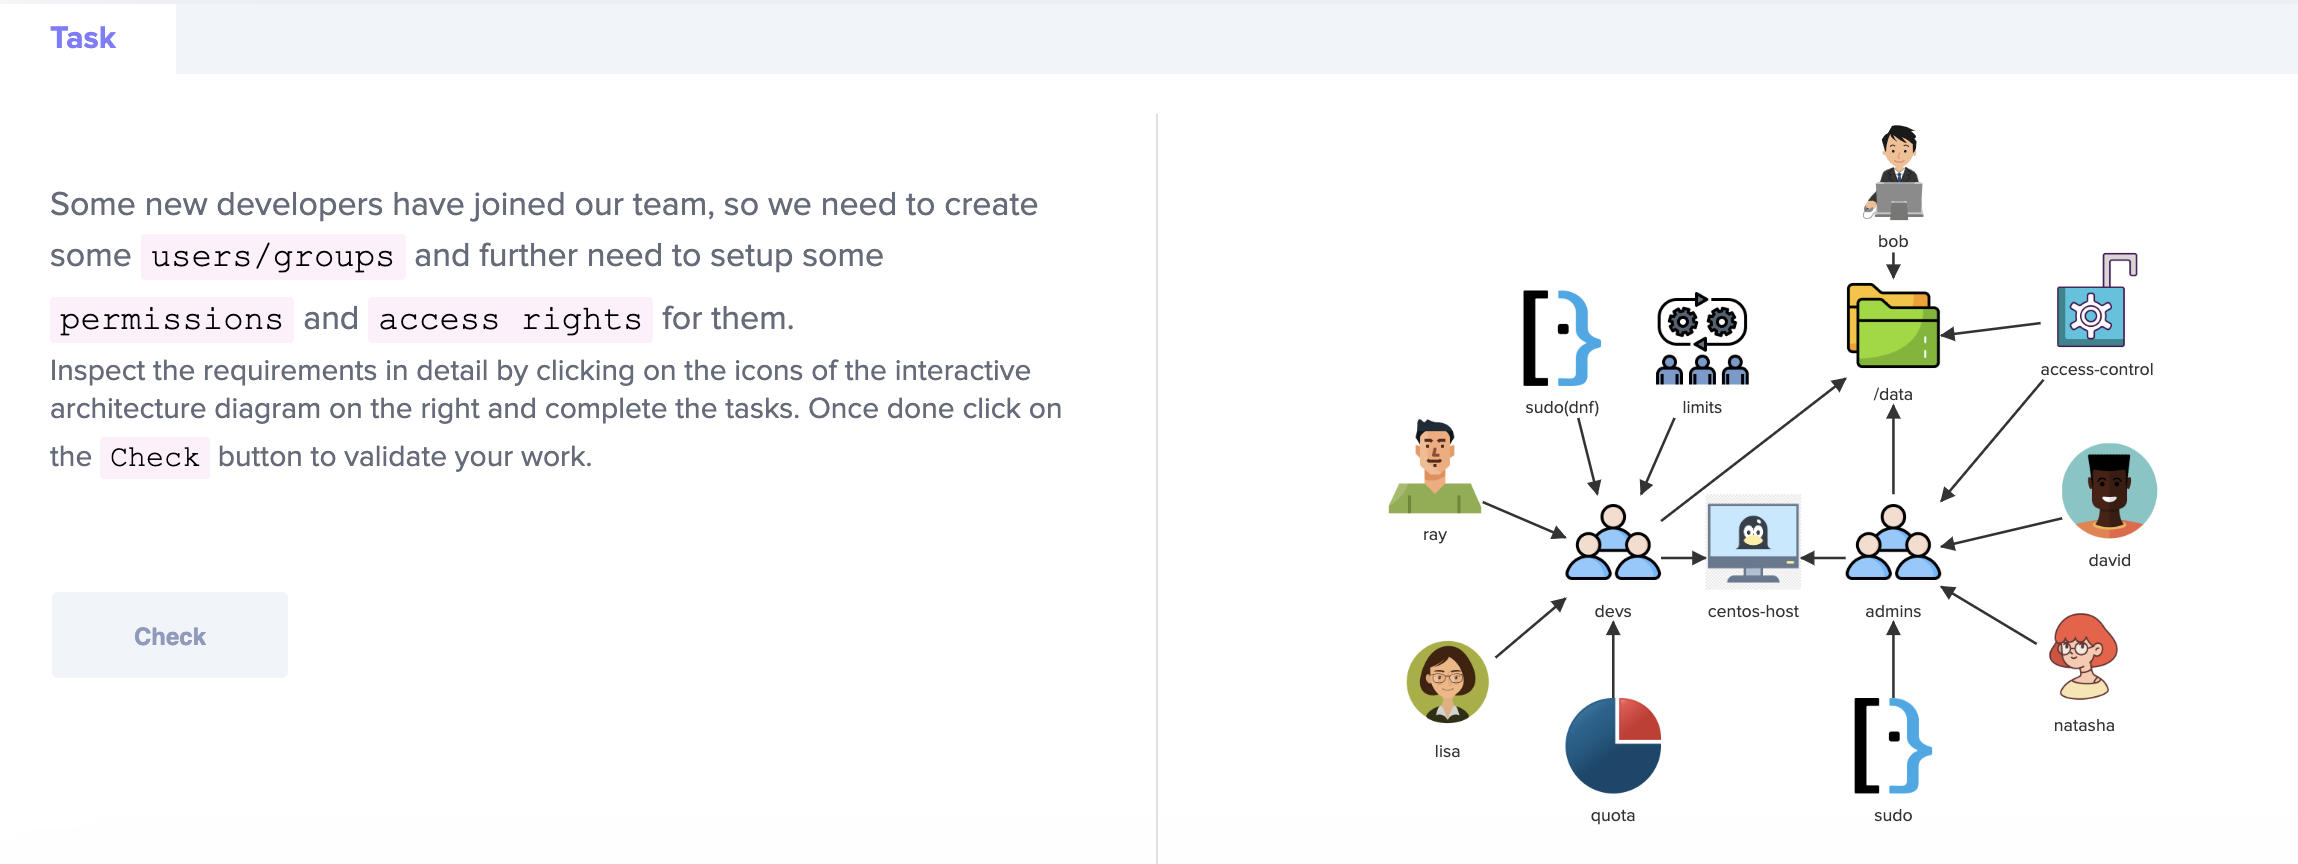 Task
Some new developers have joined our team, so we need to create
some users/groups and further need to setup some
permissions and access rights for them.
Inspect the requirements in detail by clicking on the icons of the interactive
architecture diagram on the right and complete the tasks. Once done click on
the Check button to validate your work.
Check
bob
access-control
/data
sudo(dnf)
limits
ray
david
devs
centos-host
admins
natasha
lisa
quota
sudo